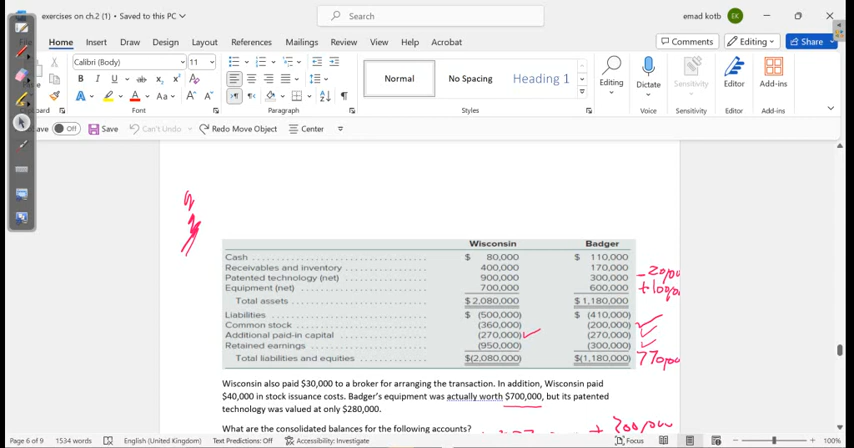 exercises on ch.2 (1) • Saved to this PC
Search
emad kotb EK
Home Insert Draw Design Layout References Mailings Review View Help Acrobat
Comments Editing Share
Calibri (Body) 11
Normal No Spacing Heading 1
Editing Dictate Sensitivity Editor Add-ins
Font Paragraph Styles Voice Sensitivity Editor Add-ins
Off Save Can't Undo Redo Move Object Center
Wisconsin Badger
Cash $ 80,000 $ 110,000
Receivables and inventory 400,000 170,000
Patented technology (net) 900,000 300,000
Equipment (net) 700,000 600,000
Total assets $ 2,080,000 $ 1,180,000
Liabilities $ (500,000) $ (410,000)
Common stock (360,000) (200,000)
Additional paid-in capital (270,000) (270,000)
Retained earnings (950,000) (300,000)
Total liabilities and equities $(2,080,000) $(1,180,000)
Wisconsin also paid $30,000 to a broker for arranging the transaction. In addition, Wisconsin paid
$40,000 in stock issuance costs. Badger's equipment was actually worth $700,000, but its patented
technology was valued at only $280,000.
What are the consolidated balances for the following accounts?
Page 6 of 9 1534 words English (United Kingdom) Text Predictions: Off Accessibility: Investigate Focus 100%